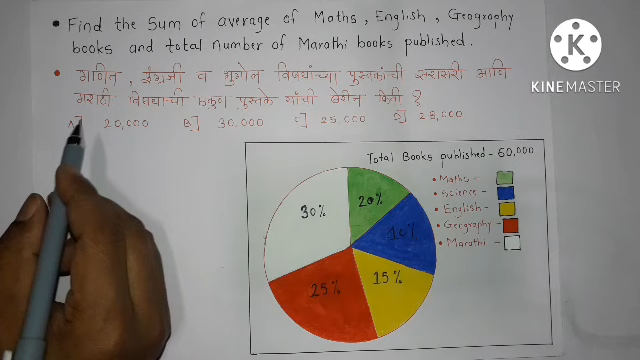 Find the Sum of average of Maths, English, Geography
books and total number of Marathi books published.
गणित, इंग्रजी व भुगोल विषयांच्या पुस्तकांची सरासरी आणि
मराठी विषयाची एकुण पुस्तके यांची बेरीज किती ?
A] 20,000 B] 30,000 C] 25,000 D] 28,000
Total Books published - 60,000
Maths -
Science -
English -
Geography -
Marathi -
20%
30%
10%
15%
25%
KINEMASTER